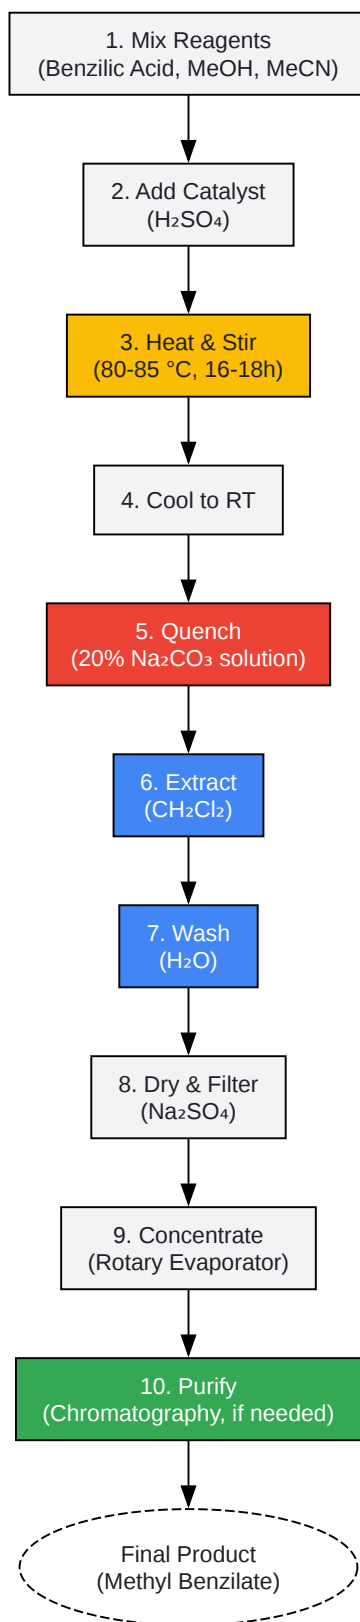 1. Mix Reagents
(Benzilic Acid, MeOH, MeCN)
2. Add Catalyst
(H₂SO₄)
3. Heat & Stir
(80-85 °C, 16-18h)
4. Cool to RT
5. Quench
(20% Na₂CO₃ solution)
6. Extract
(CH₂Cl₂)
7. Wash
(H₂O)
8. Dry & Filter
(Na₂SO₄)
9. Concentrate
(Rotary Evaporator)
10. Purify
(Chromatography, if needed)
Final Product
(Methyl Benzilate)